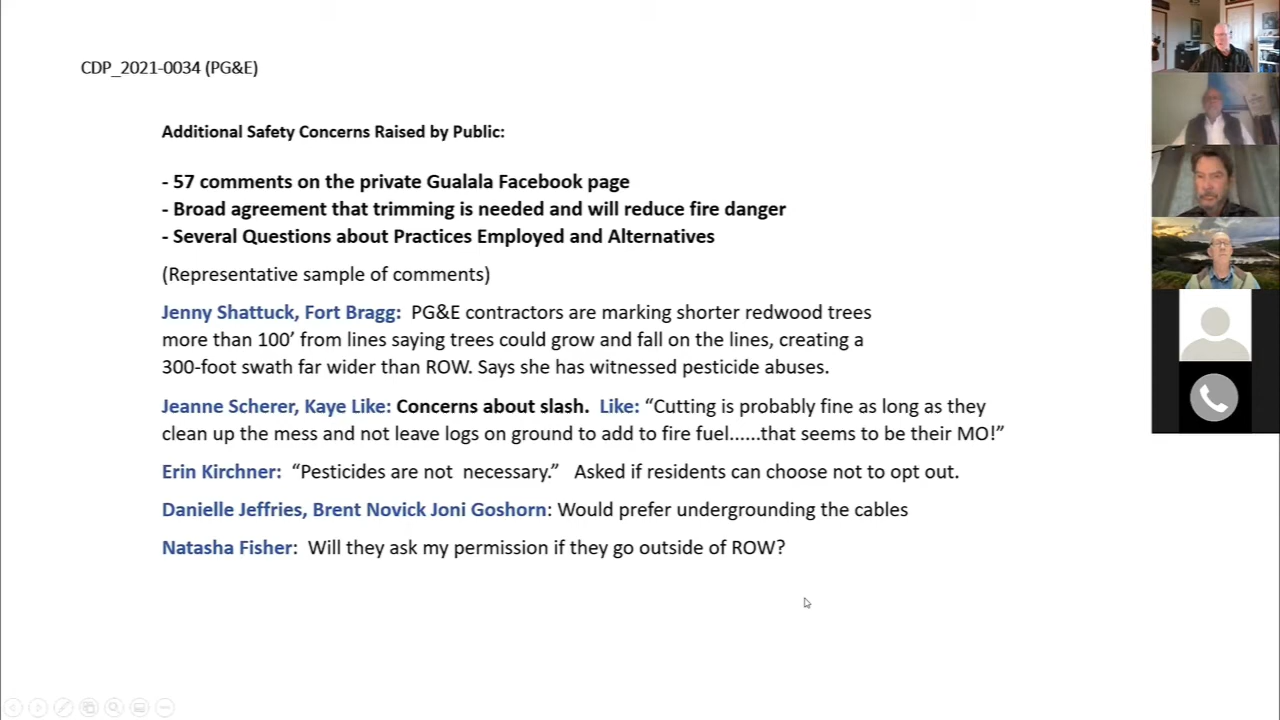 CDP_2021-0034 (PG&E)
Additional Safety Concerns Raised by Public:
- 57 comments on the private Gualala Facebook page
- Broad agreement that trimming is needed and will reduce fire danger
- Several Questions about Practices Employed and Alternatives
(Representative sample of comments)
Jenny Shattuck, Fort Bragg: PG&E contractors are marking shorter redwood trees
more than 100’ from lines saying trees could grow and fall on the lines, creating a
300-foot swath far wider than ROW. Says she has witnessed pesticide abuses.
Jeanne Scherer, Kaye Like: Concerns about slash. Like: “Cutting is probably fine as long as they
clean up the mess and not leave logs on ground to add to fire fuel......that seems to be their MO!”
Erin Kirchner: “Pesticides are not necessary.” Asked if residents can choose not to opt out.
Danielle Jeffries, Brent Novick Joni Goshorn: Would prefer undergrounding the cables
Natasha Fisher: Will they ask my permission if they go outside of ROW?